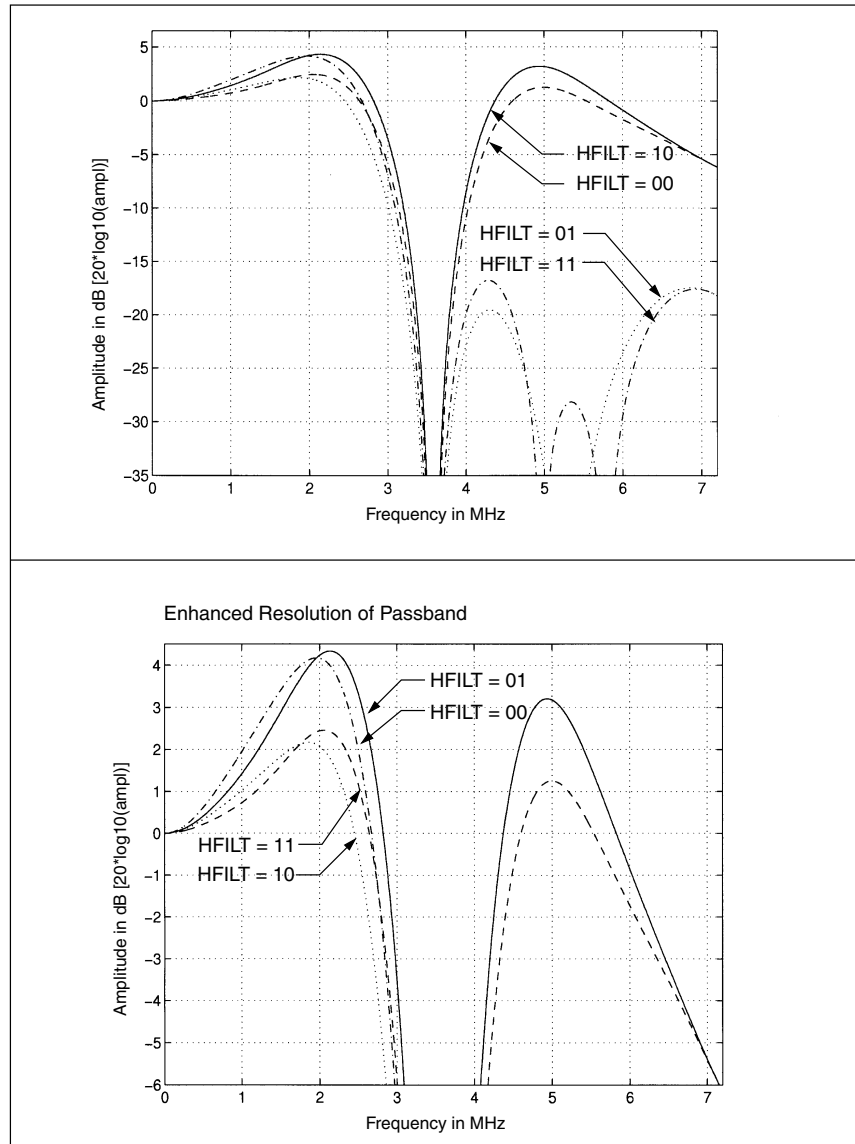 5
0
−5
−10
−15
−20
−25
−30
−35
Amplitude in dB [20*log10(ampl)]
HFILT = 10
HFILT = 00
HFILT = 01
HFILT = 11
0 1 2 3 4 5 6 7
Frequency in MHz
Enhanced Resolution of Passband
4
3
2
1
0
−1
−2
−3
−4
−5
−6
Amplitude in dB [20*log10(ampl)]
HFILT = 01
HFILT = 00
HFILT = 11
HFILT = 10
0 1 2 3 4 5 6 7
Frequency in MHz